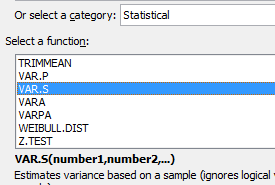 Or select a category: Statistical
Select a function:
TRIMMEAN
VAR.P
VAR.S
VARA
VARPA
WEIBULL.DIST
Z.TEST
VAR.S(number1,number2,...)
Estimates variance based on a sample (ignores logical